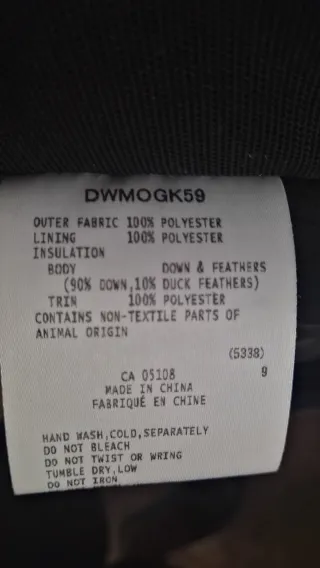 DWMOGK59
OUTER FABRIC 100% POLYESTER
LINING 100% POLYESTER
INSULATION
BODY DOWN & FEATHERS
(90% DOWN,10% DUCK FEATHERS)
TRIM 100% POLYESTER
CONTAINS NON-TEXTILE PARTS OF
ANIMAL ORIGIN
(5338)
CA 05108 9
MADE IN CHINA
FABRIQUÉ EN CHINE
HAND WASH,COLD,SEPARATELY
DO NOT BLEACH
DO NOT TWIST OR WRING
TUMBLE DRY,LOW
DO NOT IRON